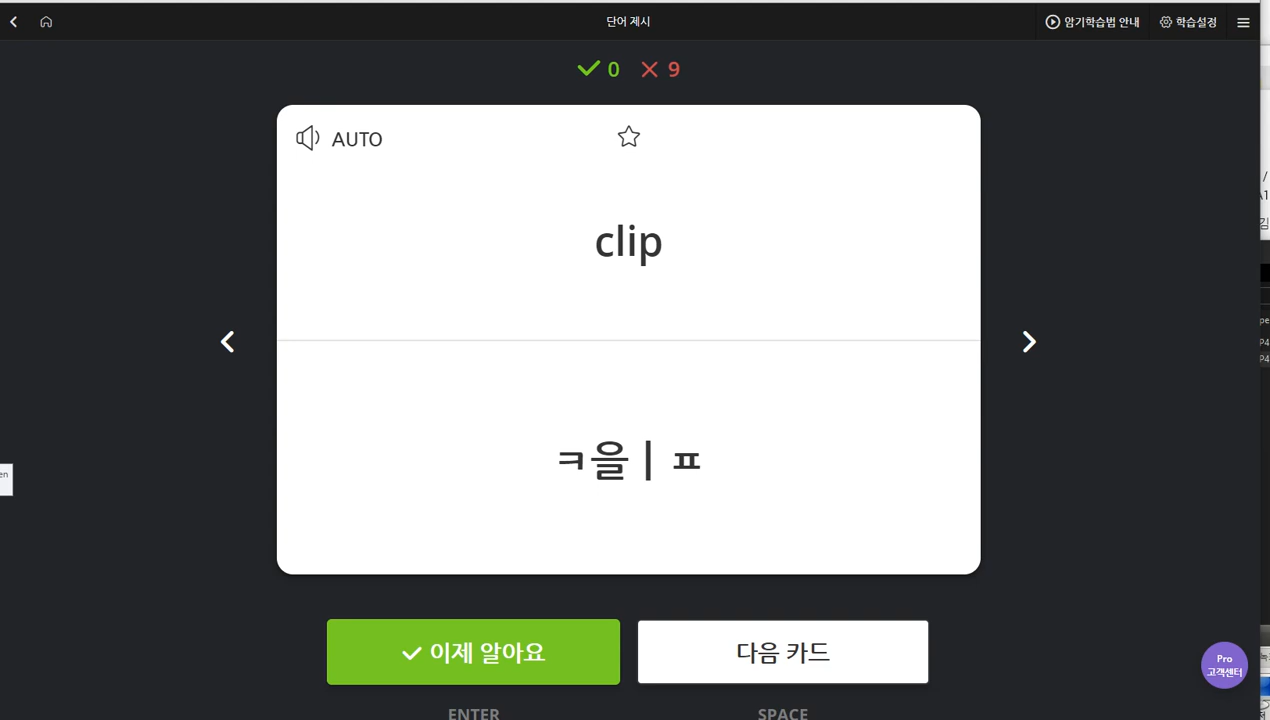 단어 제시
암기학습법 안내
학습설정
0
9
AUTO
clip
ㅋ을ㅣㅍ
이제 알아요
다음 카드
ENTER
SPACE
Pro
고객센터
en